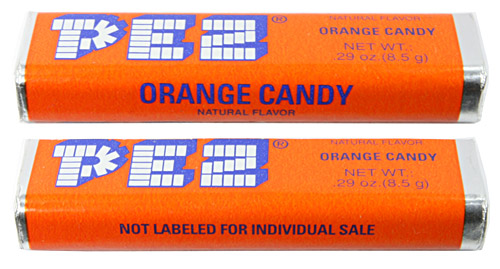 PEZ®
NATURAL FLAVOR
ORANGE CANDY
NET WT.
.29 oz (8.5 g)
ORANGE CANDY
NATURAL FLAVOR
PEZ®
NATURAL FLAVOR
ORANGE CANDY
NET WT.
.29 oz.(8.5 g)
NOT LABELED FOR INDIVIDUAL SALE